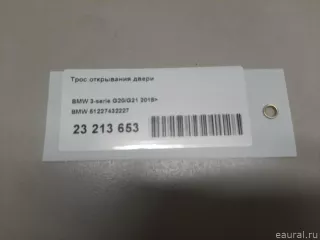 Трос открывания двери
BMW 3-serie G20/G21 2018>
BMW 51227432227
23 213 653
eaural.ru